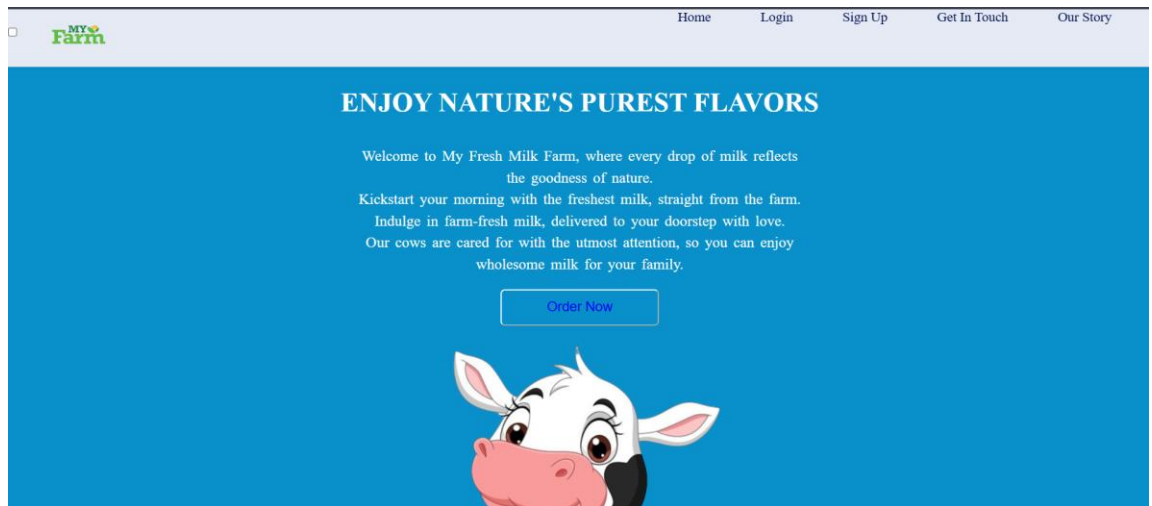 MY
Farm
Home Login Sign Up Get In Touch Our Story
ENJOY NATURE'S PUREST FLAVORS
Welcome to My Fresh Milk Farm, where every drop of milk reflects
the goodness of nature.
Kickstart your morning with the freshest milk, straight from the farm.
Indulge in farm-fresh milk, delivered to your doorstep with love.
Our cows are cared for with the utmost attention, so you can enjoy
wholesome milk for your family.
Order Now